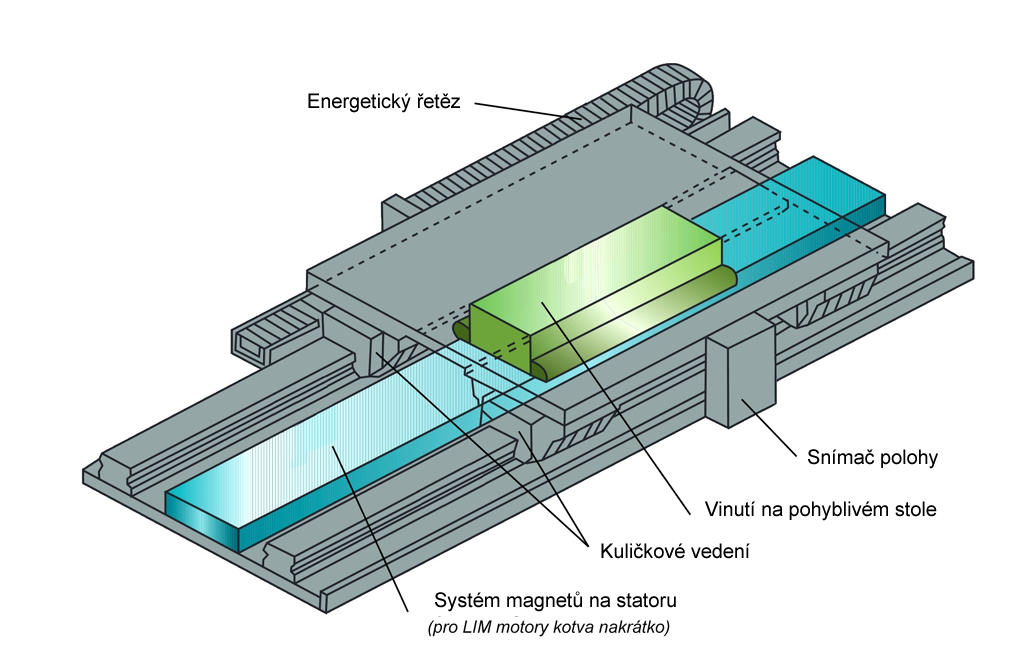 Energetický řetěz
Snímač polohy
Vinutí na pohyblivém stole
Kuličkové vedení
Systém magnetů na statoru
(pro LIM motory kotva nakrátko)